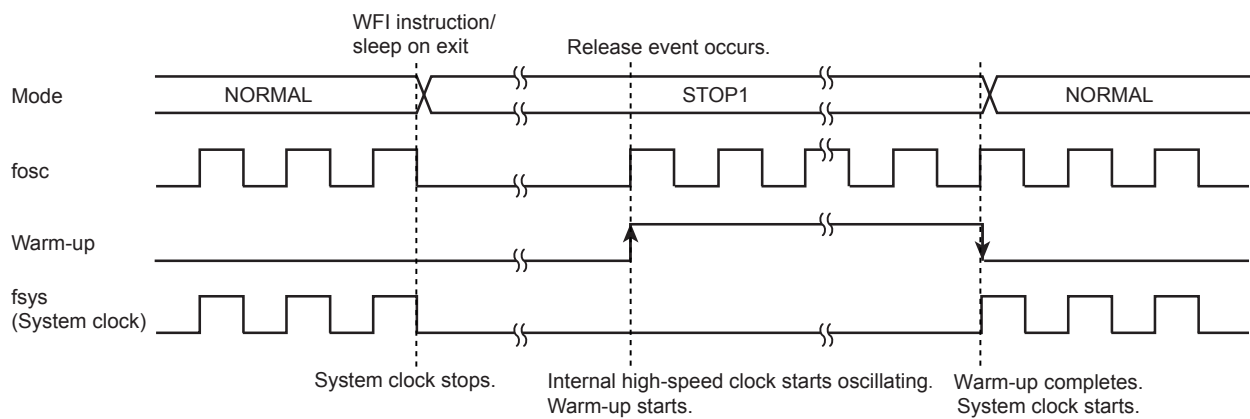 WFI instruction/
sleep on exit
Release event occurs.
Mode
NORMAL
STOP1
NORMAL
fosc
Warm-up
fsys
(System clock)
System clock stops.
Internal high-speed clock starts oscillating.
Warm-up starts.
Warm-up completes.
System clock starts.